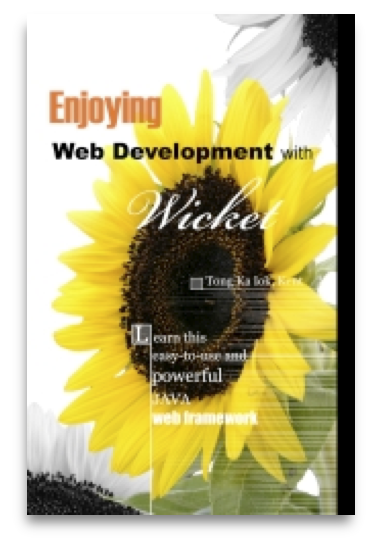 Enjoying
Web Development with
Wicket
Tong Ka Iok, Kent
Learn this
easy-to-use and
powerful
JAVA
web framework